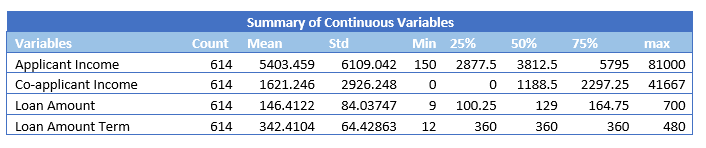 Summary of Continuous Variables
Variables Count Mean Std Min 25% 50% 75% max
Applicant Income 614 5403.459 6109.042 150 2877.5 3812.5 5795 81000
Co-applicant Income 614 1621.246 2926.248 0 0 1188.5 2297.25 41667
Loan Amount 614 146.4122 84.03747 9 100.25 129 164.75 700
Loan Amount Term 614 342.4104 64.42863 12 360 360 360 480